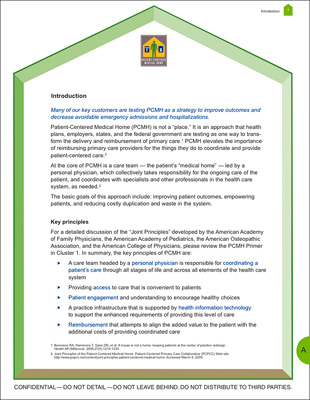 Introduction
PATIENT-CENTERED
MEDICAL HOME
Introduction
Many of our key customers are testing PCMH as a strategy to improve outcomes and
decrease avoidable emergency admissions and hospitalizations.
Patient-Centered Medical Home (PCMH) is not a “place.” It is an approach that health
plans, employers, states, and the federal government are testing as one way to trans-
form the delivery and reimbursement of primary care.¹ PCMH elevates the importance
of reimbursing primary care providers for the things they do to coordinate and provide
patient-centered care.²
At the core of PCMH is a care team — the patient's “medical home” — led by a
personal physician, which collectively takes responsibility for the ongoing care of the
patient, and coordinates with specialists and other professionals in the health care
system, as needed.²
The basic goals of this approach include: improving patient outcomes, empowering
patients, and reducing costly duplication and waste in the system.
Key principles
For a detailed discussion of the “Joint Principles” developed by the American Academy
of Family Physicians, the American Academy of Pediatrics, the American Osteopathic
Association, and the American College of Physicians, please review the PCMH Primer
in Cluster 1. In summary, the key principles of PCMH are:
A care team headed by a personal physician is responsible for coordinating a
patient's care through all stages of life and across all elements of the health care
system
Providing access to care that is convenient to patients
Patient engagement and understanding to encourage healthy choices
A practice infrastructure that is supported by health information technology
to support the enhanced requirements of providing this level of care
Reimbursement that attempts to align the added value to the patient with the
additional costs of providing coordinated care
1. Berenson RA, Hammons T, Gans DN, et al. A house is not a home: keeping patients at the center of practice redesign.
Health Aff (Millwood). 2008;27(5):1219-1230.
2. Joint Principles of the Patient-Centered Medical Home. Patient-Centered Primary Care Collaborative (PCPCC) Web site.
http://www.pcpcc.net/content/joint-principles-patient-centered-medical-home. Accessed March 9, 2009.
A
CONFIDENTIAL—DO NOT DETAIL—DO NOT LEAVE BEHIND. DO NOT DISTRIBUTE TO THIRD PARTIES.